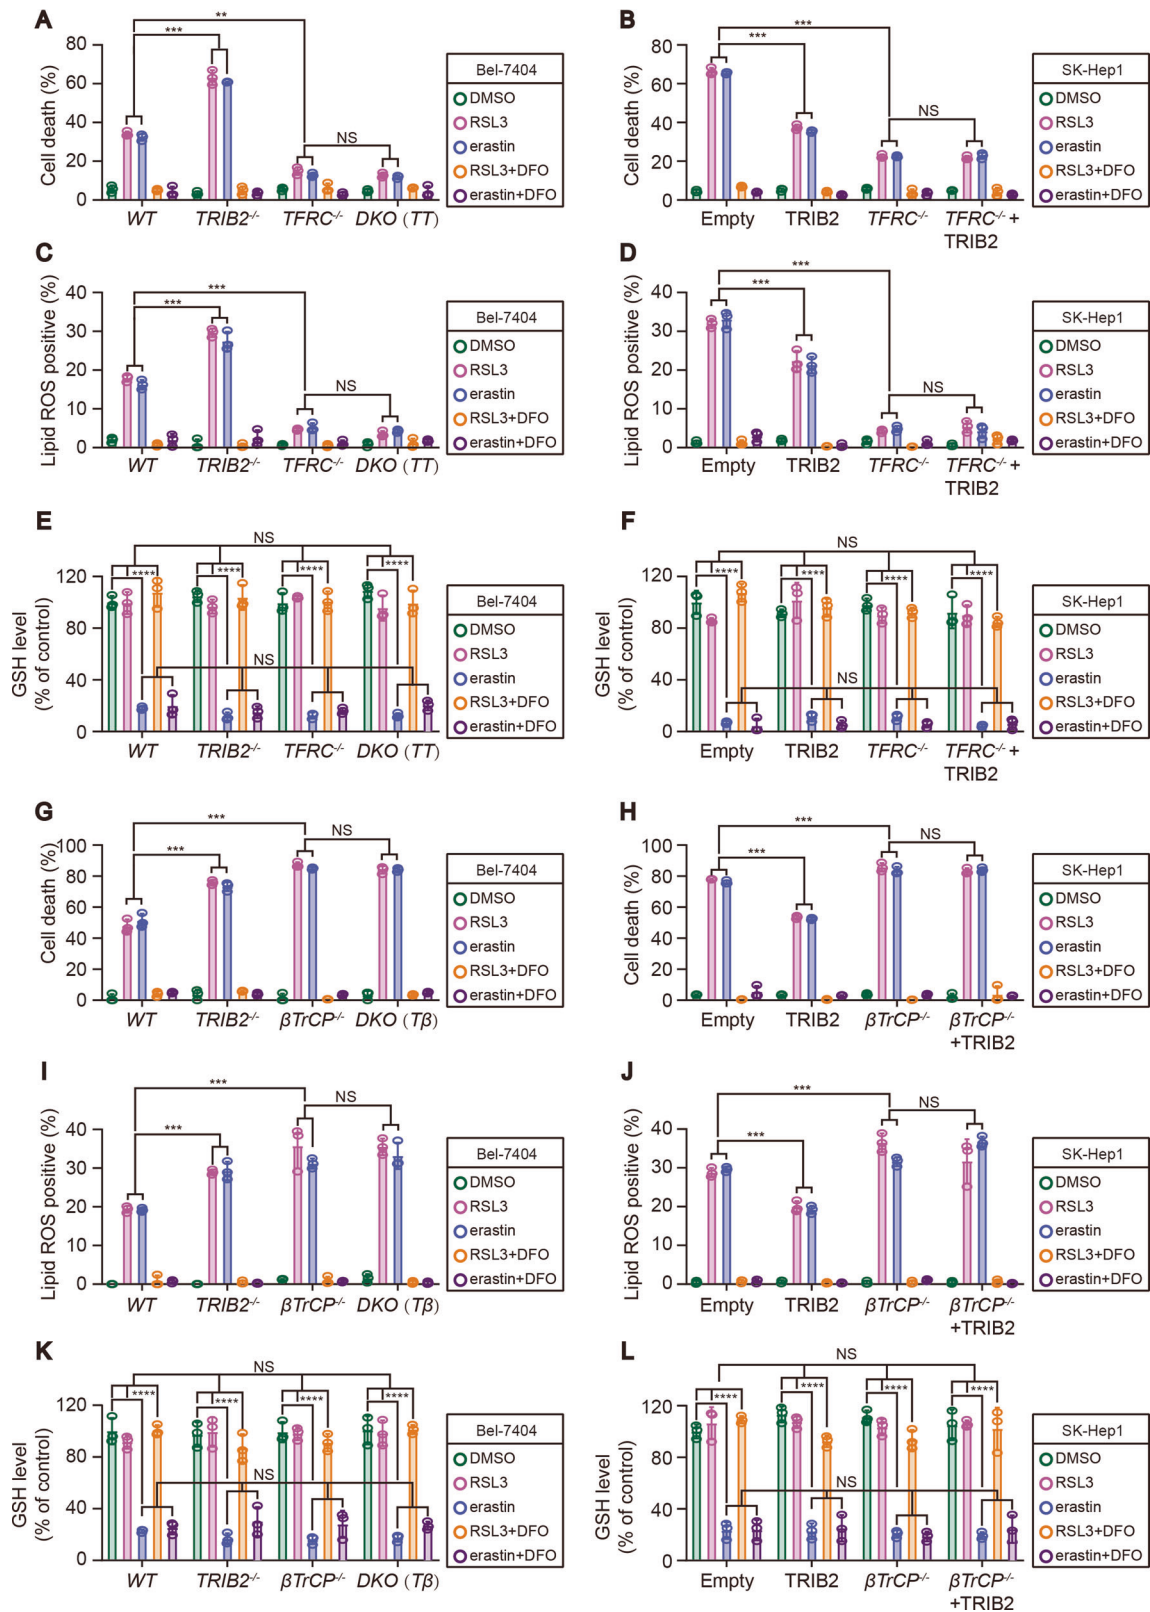 A
**
***
NS
Cell death (%)
80
60
40
20
0
WT
TRIB2-/-
TFRC-/-
DKO (TT)
Bel-7404
DMSO
RSL3
erastin
RSL3+DFO
erastin+DFO
B
***
***
NS
Cell death (%)
80
60
40
20
0
Empty
TRIB2
TFRC-/-
TFRC-/- +
TRIB2
SK-Hep1
DMSO
RSL3
erastin
RSL3+DFO
erastin+DFO
C
***
***
NS
Lipid ROS positive (%)
40
30
20
10
0
WT
TRIB2-/-
TFRC-/-
DKO (TT)
Bel-7404
DMSO
RSL3
erastin
RSL3+DFO
erastin+DFO
D
***
***
NS
Lipid ROS positive (%)
40
30
20
10
0
Empty
TRIB2
TFRC-/-
TFRC-/- +
TRIB2
SK-Hep1
DMSO
RSL3
erastin
RSL3+DFO
erastin+DFO
E
NS
**** **** **** ****
NS
GSH level
(% of control)
120
80
40
0
WT
TRIB2-/-
TFRC-/-
DKO (TT)
Bel-7404
DMSO
RSL3
erastin
RSL3+DFO
erastin+DFO
F
NS
**** **** **** ****
NS
GSH level
(% of control)
120
80
40
0
Empty
TRIB2
TFRC-/-
TFRC-/- +
TRIB2
SK-Hep1
DMSO
RSL3
erastin
RSL3+DFO
erastin+DFO
G
***
***
NS
Cell death (%)
100
80
60
40
20
0
WT
TRIB2-/-
βTrCP-/-
DKO (Tβ)
Bel-7404
DMSO
RSL3
erastin
RSL3+DFO
erastin+DFO
H
***
***
NS
Cell death (%)
100
80
60
40
20
0
Empty
TRIB2
βTrCP-/-
βTrCP-/-
+TRIB2
SK-Hep1
DMSO
RSL3
erastin
RSL3+DFO
erastin+DFO
I
***
***
NS
Lipid ROS positive (%)
40
30
20
10
0
WT
TRIB2-/-
βTrCP-/-
DKO (Tβ)
Bel-7404
DMSO
RSL3
erastin
RSL3+DFO
erastin+DFO
J
***
***
NS
Lipid ROS positive (%)
40
30
20
10
0
Empty
TRIB2
βTrCP-/-
βTrCP-/-
+TRIB2
SK-Hep1
DMSO
RSL3
erastin
RSL3+DFO
erastin+DFO
K
NS
**** **** **** ****
NS
GSH level
(% of control)
120
80
40
0
WT
TRIB2-/-
βTrCP-/-
DKO (Tβ)
Bel-7404
DMSO
RSL3
erastin
RSL3+DFO
erastin+DFO
L
NS
**** **** **** ****
NS
GSH level
(% of control)
120
80
40
0
Empty
TRIB2
βTrCP-/-
βTrCP-/-
+TRIB2
SK-Hep1
DMSO
RSL3
erastin
RSL3+DFO
erastin+DFO